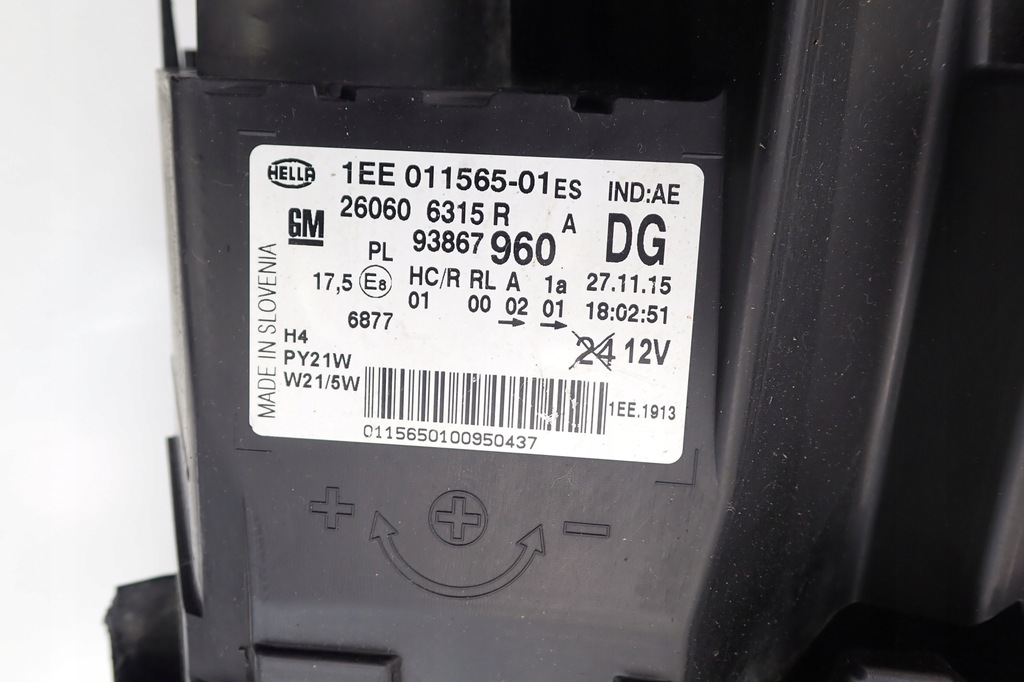 HELLA 1EE 011565-01 ES IND:AE
GM 26060 6315 R A DG
93867 960
PL
17,5 E8 HC/R RL A 1a 27.11.15
01 00 02 01 18:02:51
6877
24 12V
H4
PY21W
W21/5W
1EE.1913
0115650100950437
MADE IN SLOVENIA